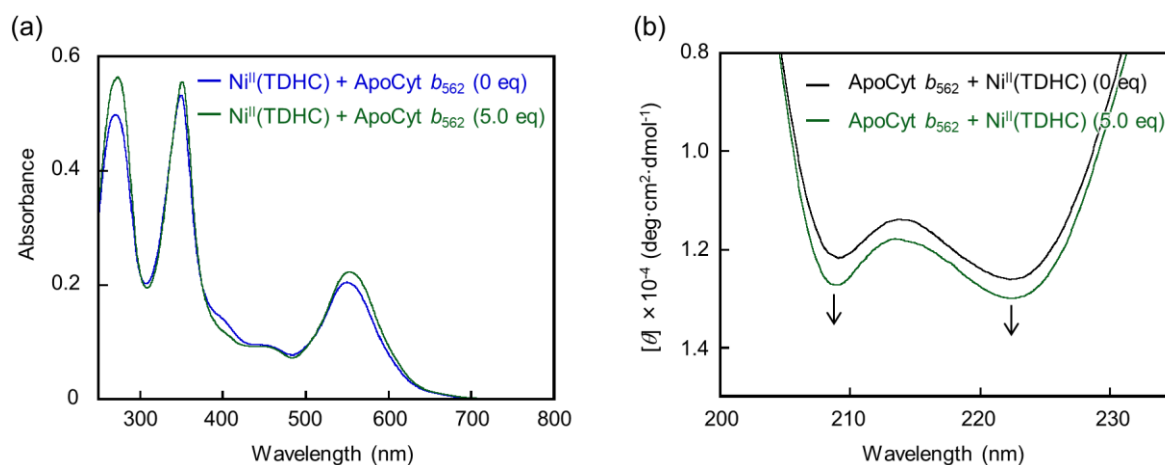 (a)
0.6
0.4
0.2
0
Absorbance
Ni^II(TDHC) + ApoCyt b₅₆₂ (0 eq)
Ni^II(TDHC) + ApoCyt b₅₆₂ (5.0 eq)
300 400 500 600 700 800
Wavelength (nm)
(b)
0.8
1.0
1.2
1.4
[θ] × 10⁻⁴ (deg·cm²·dmol⁻¹)
ApoCyt b₅₆₂ + Ni^II(TDHC) (0 eq)
ApoCyt b₅₆₂ + Ni^II(TDHC) (5.0 eq)
200 210 220 230
Wavelength (nm)